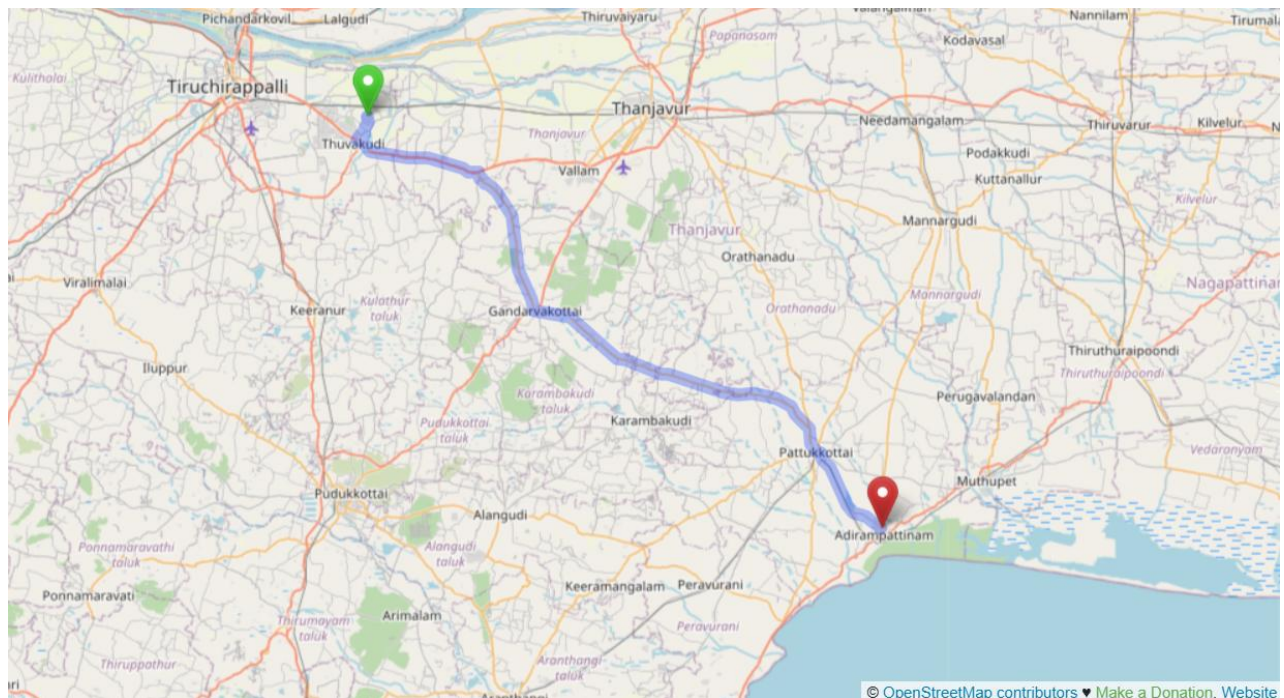 Pichandarkovil
Lalgudi
Thiruvaiyaru
Nannilam
Kodavasal
Papanasam
Kulithalai
Tiruchirappalli
Thanjavur
Needamangalam
Thiruvarur
Kilvelur
Thuvakudi
Thanjavur
Vallam
Podakkudi
Kuttanallur
Kilvelur
Mannargudi
Thanjavur
Orathanadu
Viralimalai
Keeranur
Kulathur
taluk
Gandarvakottai
Orathanadu
Mannargudi
Nagapattinam
Thiruthuraipoondi
Thiruthuraipoondi
Iluppur
Karambakudi
taluk
Perugavalandan
Pudukkottai
taluk
Karambakudi
Pattukkottai
Vedaranyam
Muthupet
Pudukkottai
Alangudi
Adirampattinam
Ponnamaravathi
taluk
Alangudi
taluk
Keeramangalam
Peravurani
Ponnamaravati
Arimalam
Thirumayam
taluk
Peravurani
Thiruppathur
Aranthangi
taluk
© OpenStreetMap contributors ♥ Make a Donation. Website